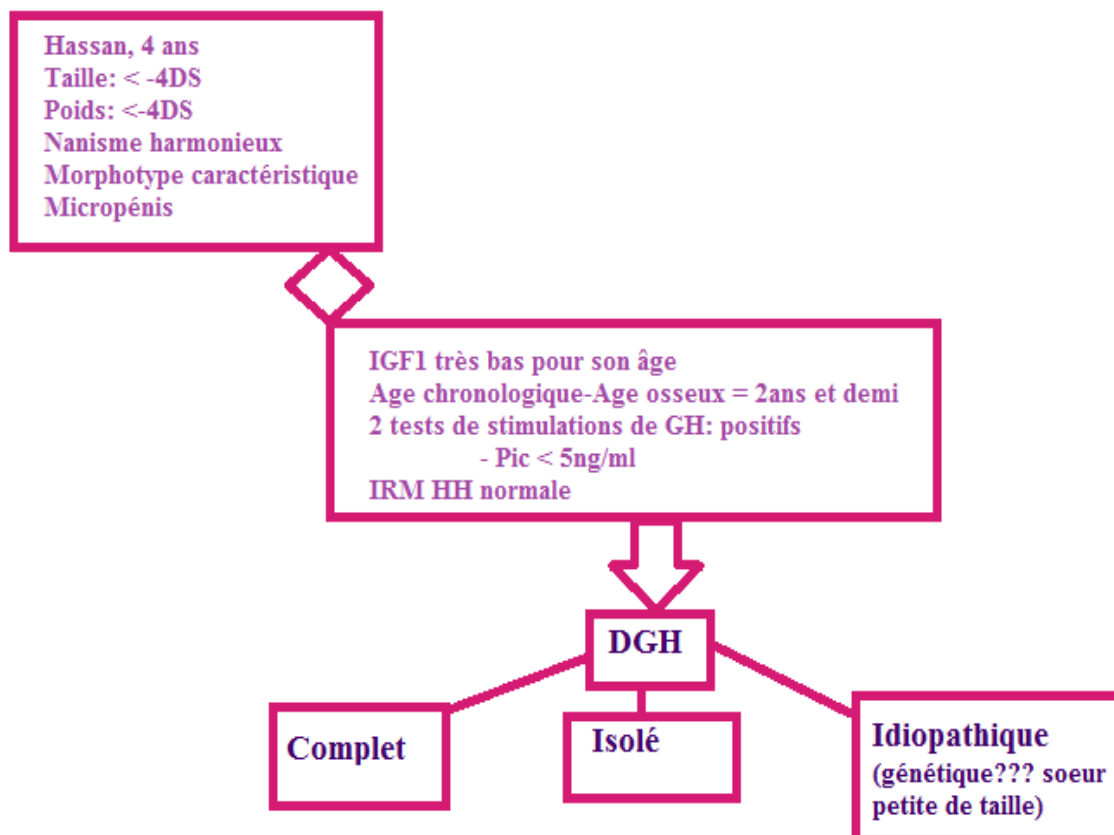 Hassan, 4 ans
Taille: < -4DS
Poids: <-4DS
Nanisme harmonieux
Morphotype caractéristique
Micropénis
IGF1 très bas pour son âge
Age chronologique-Age osseux = 2ans et demi
2 tests de stimulations de GH: positifs
- Pic < 5ng/ml
IRM HH normale
DGH
Complet
Isolé
Idiopathique
(génétique??? soeur
petite de taille)